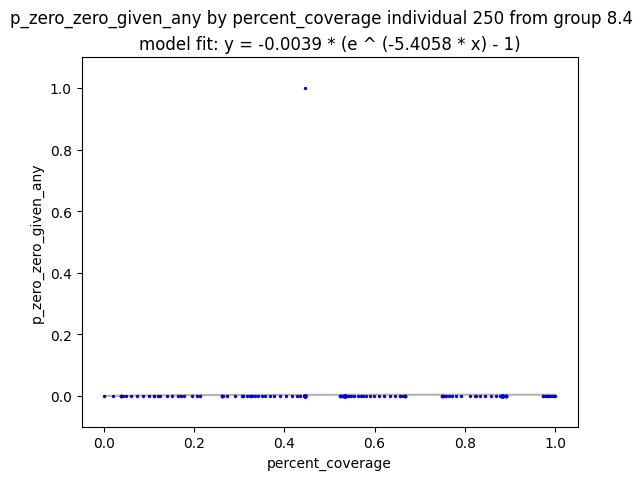 p_zero_zero_given_any by percent_coverage individual 250 from group 8.4
model fit: y = -0.0039 * (e ^ (-5.4058 * x) - 1)
1.0
0.8
0.6
0.4
0.2
0.0
p_zero_zero_given_any
0.0 0.2 0.4 0.6 0.8 1.0
percent_coverage